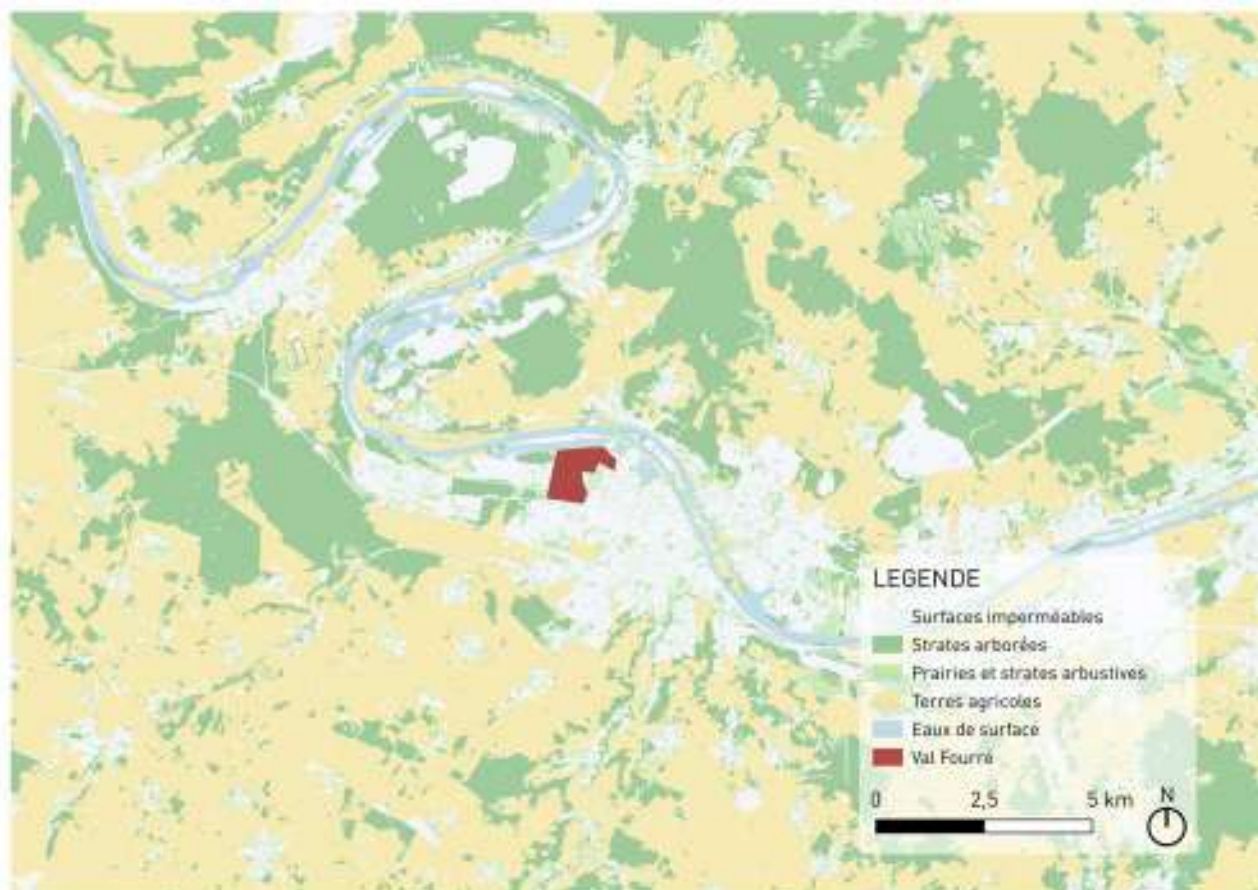 LEGENDE
Surfaces imperméables
Strates arborées
Prairies et strates arbustives
Terres agricoles
Eaux de surface
Val Fourré
0 2,5 5 km N